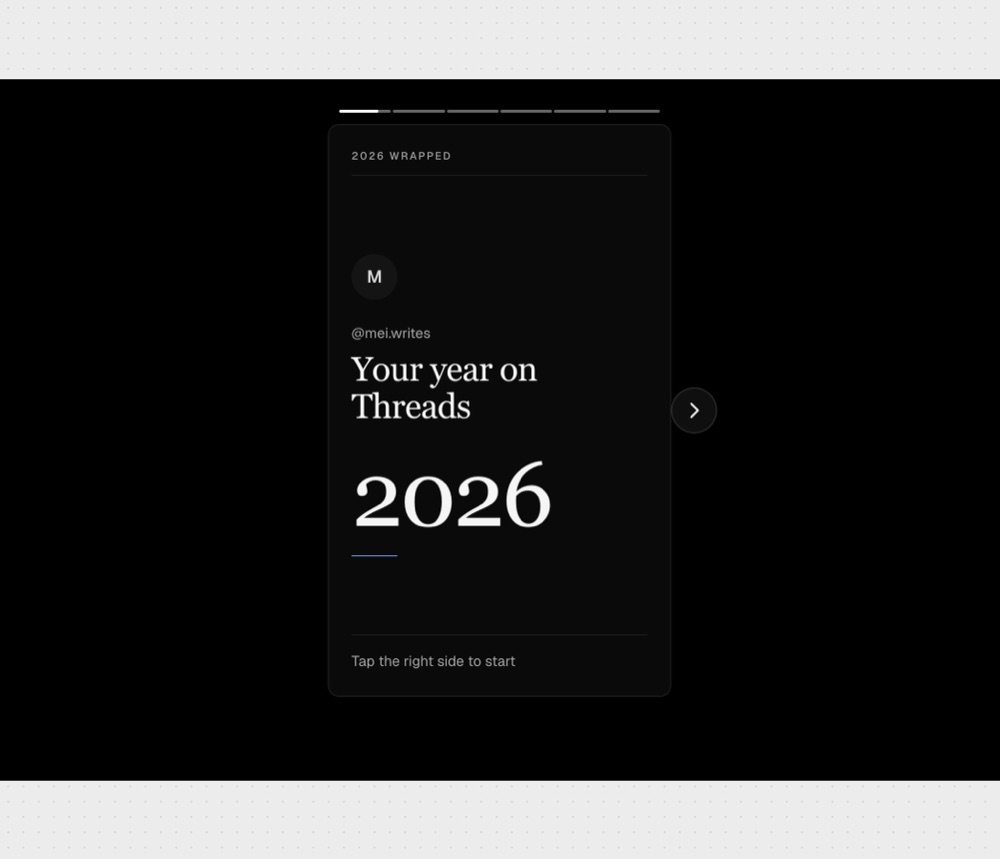 2026 WRAPPED
M
@mei.writes
Your year on
Threads
2026
Tap the right side to start